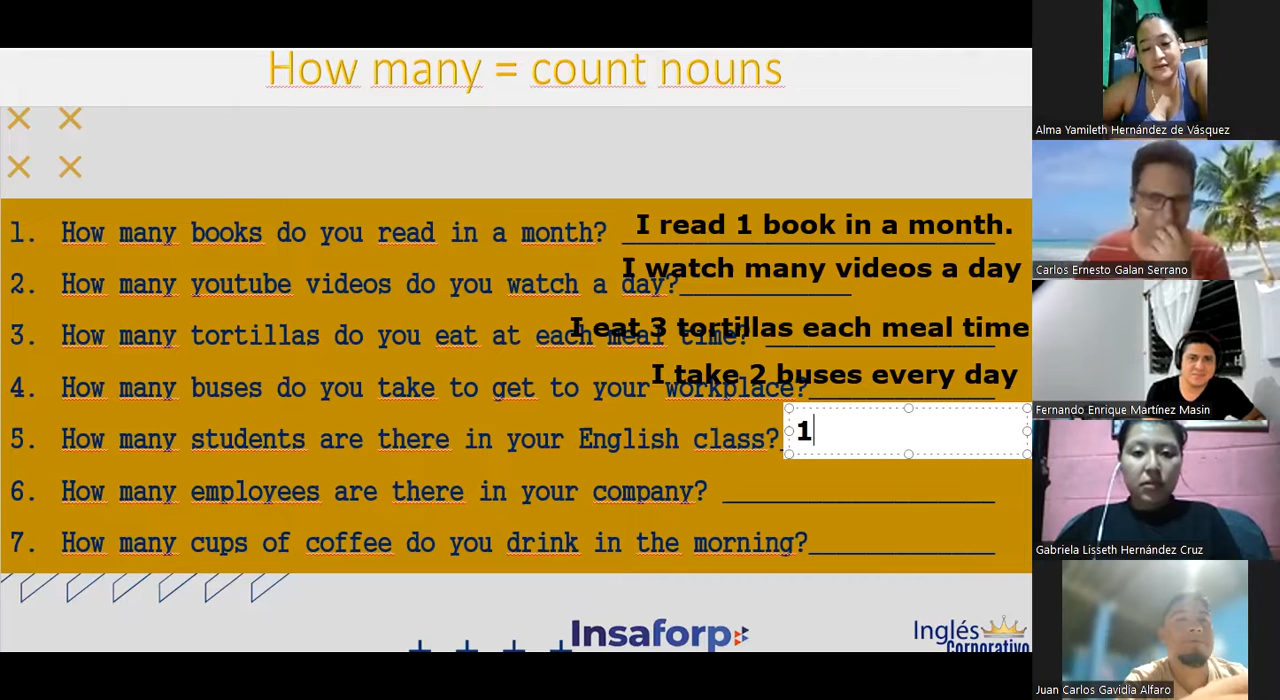 How many = count nouns
1. How many books do you read in a month? I read 1 book in a month.
2. How many youtube videos do you watch a day? I watch many videos a day
3. How many tortillas do you eat at each meal time? I eat 3 tortillas each meal time
4. How many buses do you take to get to your workplace? I take 2 buses every day
5. How many students are there in your English class? 1
6. How many employees are there in your company?
7. How many cups of coffee do you drink in the morning?
Insaforp
Inglés
Corporativo
Alma Yamileth Hernández de Vásquez
Carlos Ernesto Galan Serrano
Fernando Enrique Martínez Masin
Gabriela Lisseth Hernández Cruz
Juan Carlos Gavidia Alfaro